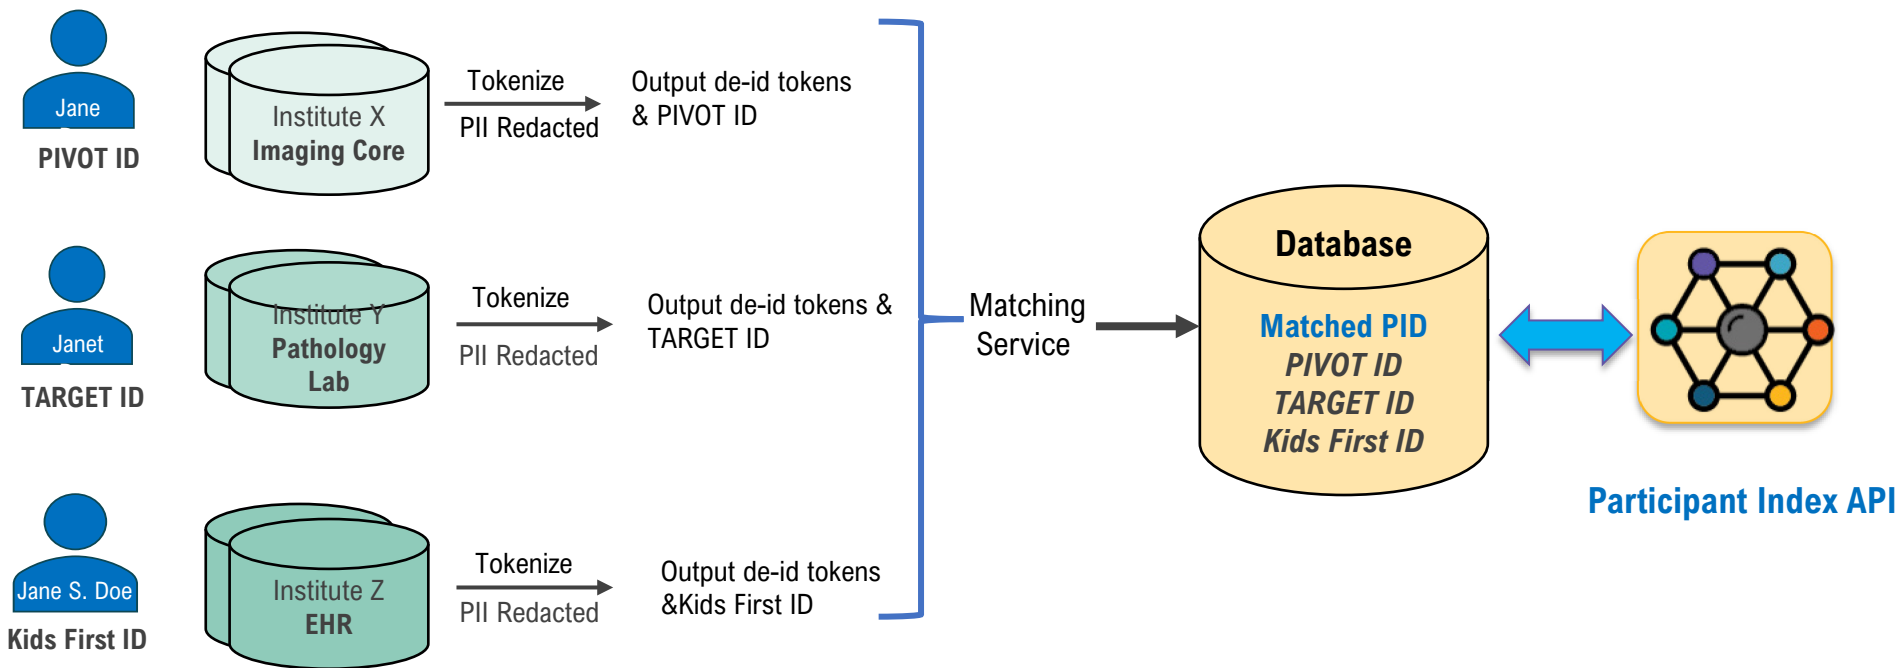 Jane
PIVOT ID
Institute X
Imaging Core
Tokenize
PII Redacted
Output de-id tokens
& PIVOT ID
Janet
TARGET ID
Institute Y
Pathology
Lab
Tokenize
PII Redacted
Output de-id tokens &
TARGET ID
Jane S. Doe
Kids First ID
Institute Z
EHR
Tokenize
PII Redacted
Output de-id tokens
&Kids First ID
Matching
Service
Database
Matched PID
PIVOT ID
TARGET ID
Kids First ID
Participant Index API